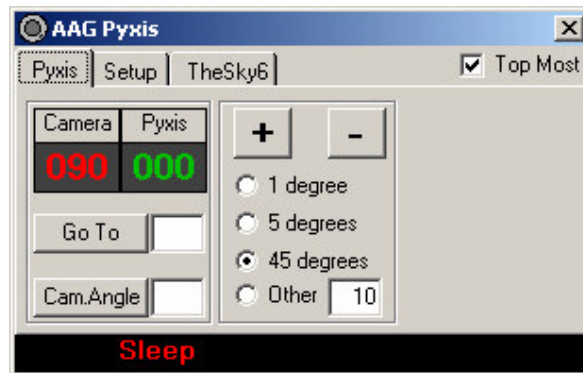 AAG Pyxis
Pyxis Setup TheSky6 Top Most
Camera Pyxis
090 000
Go To
Cam.Angle
+ -
1 degree
5 degrees
45 degrees
Other 10
Sleep